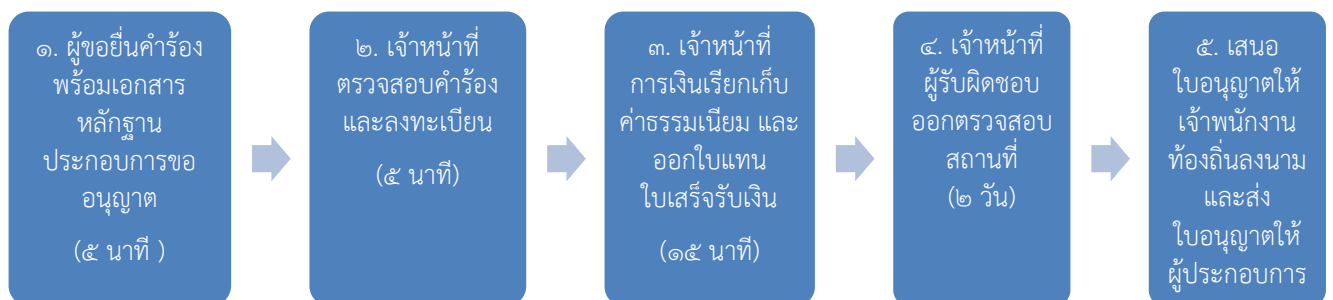 ๑. ผู้ขอยื่นคำร้อง
พร้อมเอกสาร
หลักฐาน
ประกอบการขอ
อนุญาต
(๕ นาที )
๒. เจ้าหน้าที่
ตรวจสอบคำร้อง
และลงทะเบียน
(๕ นาที)
๓. เจ้าหน้าที่
การเงินเรียกเก็บ
ค่าธรรมเนียม และ
ออกใบแทน
ใบเสร็จรับเงิน
(๑๕ นาที)
๔. เจ้าหน้าที่
ผู้รับผิดชอบ
ออกตรวจสอบ
สถานที่
(๒ วัน)
๕. เสนอ
ใบอนุญาตให้
เจ้าพนักงาน
ท้องถิ่นลงนาม
และส่ง
ใบอนุญาตให้
ผู้ประกอบการ